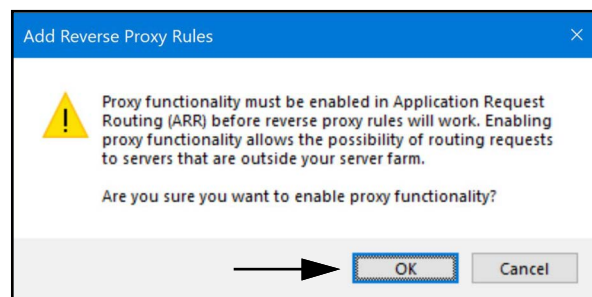 Add Reverse Proxy Rules
Proxy functionality must be enabled in Application Request
Routing (ARR) before reverse proxy rules will work. Enabling
proxy functionality allows the possibility of routing requests
to servers that are outside your server farm.
Are you sure you want to enable proxy functionality?
OK
Cancel